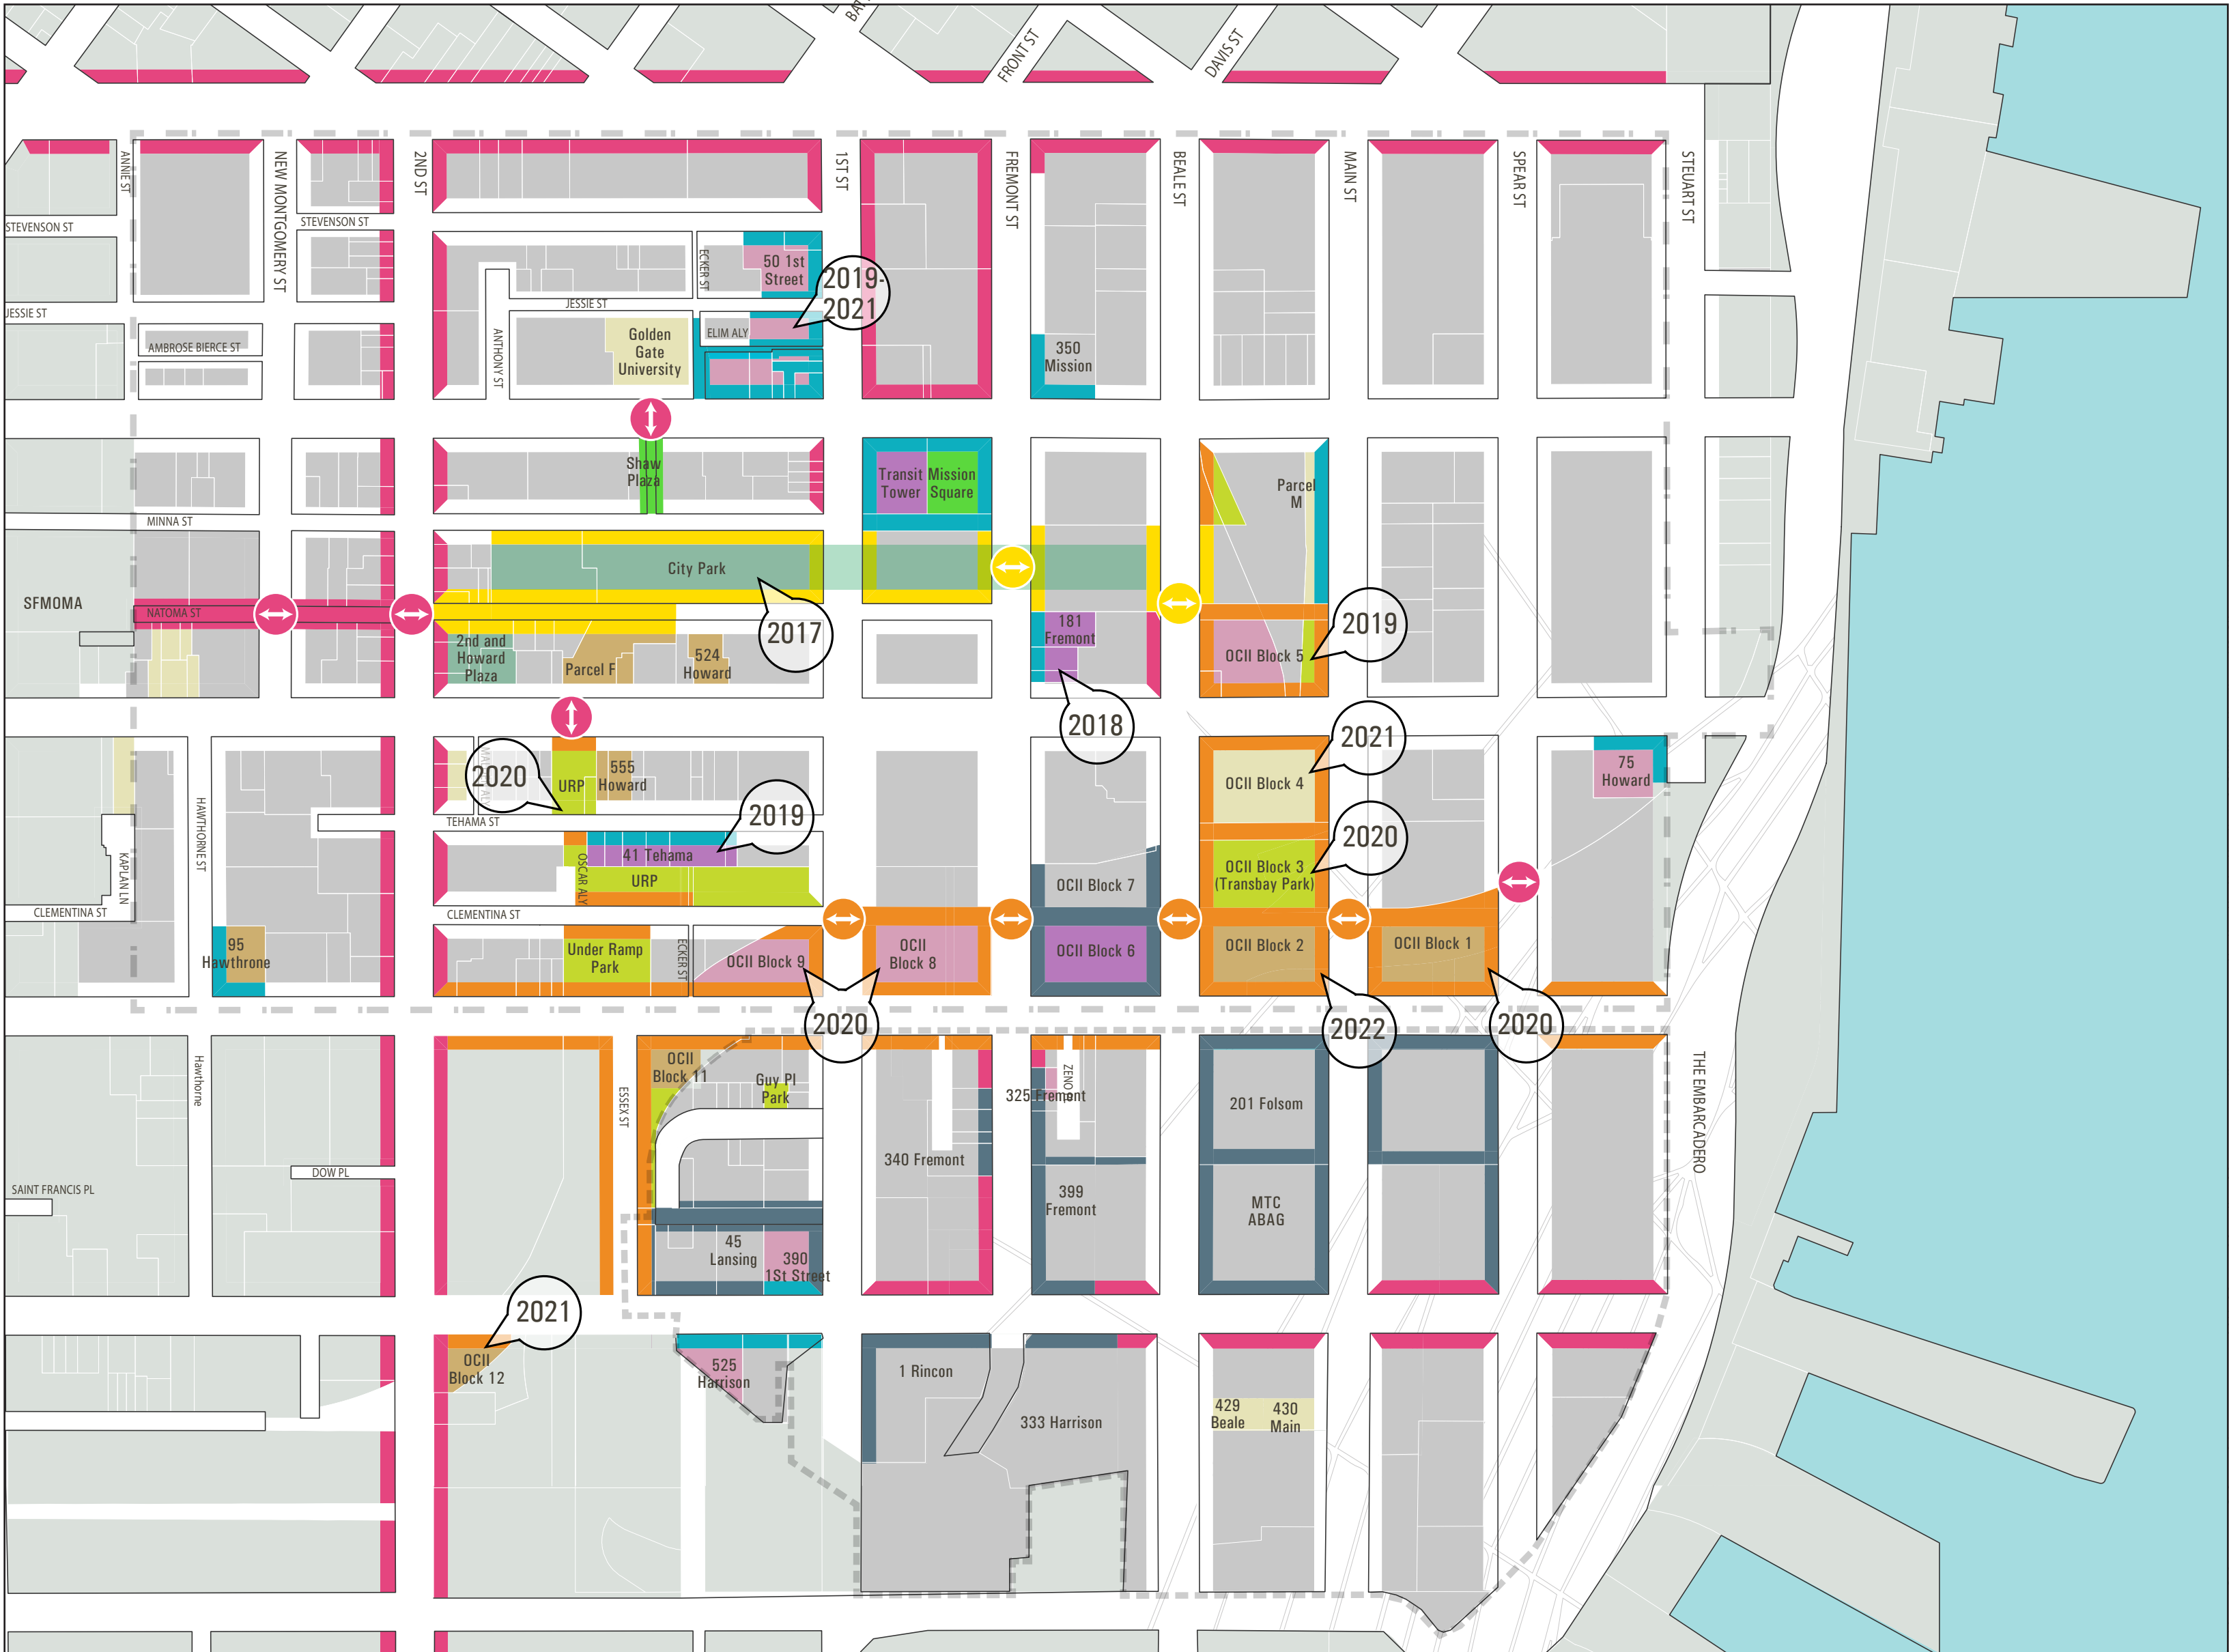 BAT
FRONT ST
DAVIS ST
ANNIE ST
NEW MONTGOMERY ST
2ND ST
1ST ST
FREMONT ST
BEALE ST
MAIN ST
SPEAR ST
STEUART ST
STEVENSON ST
STEVENSON ST
ECKER ST
50 1st
Street
2019-
2021
JESSIE ST
JESSIE ST
ANTHONY ST
ELIM ALY
AMBROSE BIERCE ST
Golden
Gate
University
350
Mission
Shaw
Plaza
Transit
Tower
Mission
Square
Parcel
M
MINNA ST
City Park
SFMOMA
NATOMA ST
2017
181
Fremont
2019
2nd and
Howard
Plaza
Parcel F
524
Howard
OCII Block 5
2018
2021
2020
URP
555
Howard
OCII Block 4
75
Howard
HAWTHORNE ST
TEHAMA ST
2019
2020
KAPLAN LN
OSCAR ALY
41 Tehama
URP
OCII Block 7
OCII Block 3
(Transbay Park)
CLEMENTINA ST
CLEMENTINA ST
95
Hawthrone
Under Ramp
Park
ECKER ST
OCII Block 9
OCII
Block 8
OCII Block 6
OCII Block 2
OCII Block 1
2020
2022
2020
Hawthorne
ESSEX ST
OCII
Block 11
Guy Pl
Park
ZENO PL
325 Fremont
201 Folsom
THE EMBARCADERO
340 Fremont
DOW PL
SAINT FRANCIS PL
399
Fremont
MTC
ABAG
45
Lansing
390
1St Street
2021
OCII
Block 12
525
Harrison
1 Rincon
333 Harrison
429
Beale
430
Main